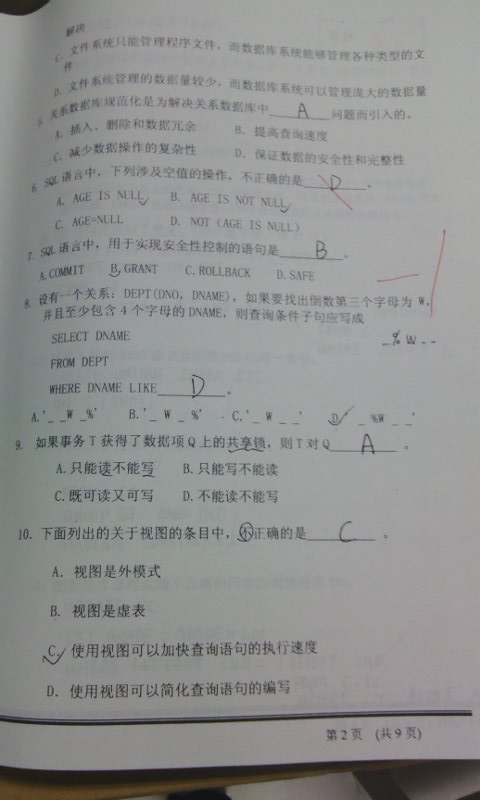 解决
C. 文件系统只能管理程序文件，而数据库系统能够管理各种类型的文
件
D. 文件系统管理的数据量较少，而数据库系统可以管理庞大的数据量
5. 关系数据库规范化是为解决关系数据库中 A 问题而引入的。
A. 插入、删除和数据冗余 B. 提高查询速度
C. 减少数据操作的复杂性 D. 保证数据的安全性和完整性
6. SQL 语言中，下列涉及空值的操作，不正确的是 D 。
A. AGE IS NULL B. AGE IS NOT NULL
C. AGE=NULL D. NOT (AGE IS NULL)
7. SQL 语言中，用于实现安全性控制的语句是 B 。
A.COMMIT B.GRANT C.ROLLBACK D.SAFE
8. 设有一个关系：DEPT(DNO, DNAME)，如果要找出倒数第三个字母为 W，
并且至少包含 4 个字母的 DNAME，则查询条件子句应写成
_%W--
SELECT DNAME
FROM DEPT
WHERE DNAME LIKE D 。
A.'_ _W _%' B.'_ W _ %' C.'_ W _ _' D.'_ %W _ _'
9. 如果事务 T 获得了数据项 Q 上的共享锁，则 T 对 Q A 。
A.只能读不能写 B.只能写不能读
C.既可读又可写 D.不能读不能写
10. 下面列出的关于视图的条目中，不正确的是 C 。
A. 视图是外模式
B. 视图是虚表
C. 使用视图可以加快查询语句的执行速度
D. 使用视图可以简化查询语句的编写
第 2 页 (共 9 页)